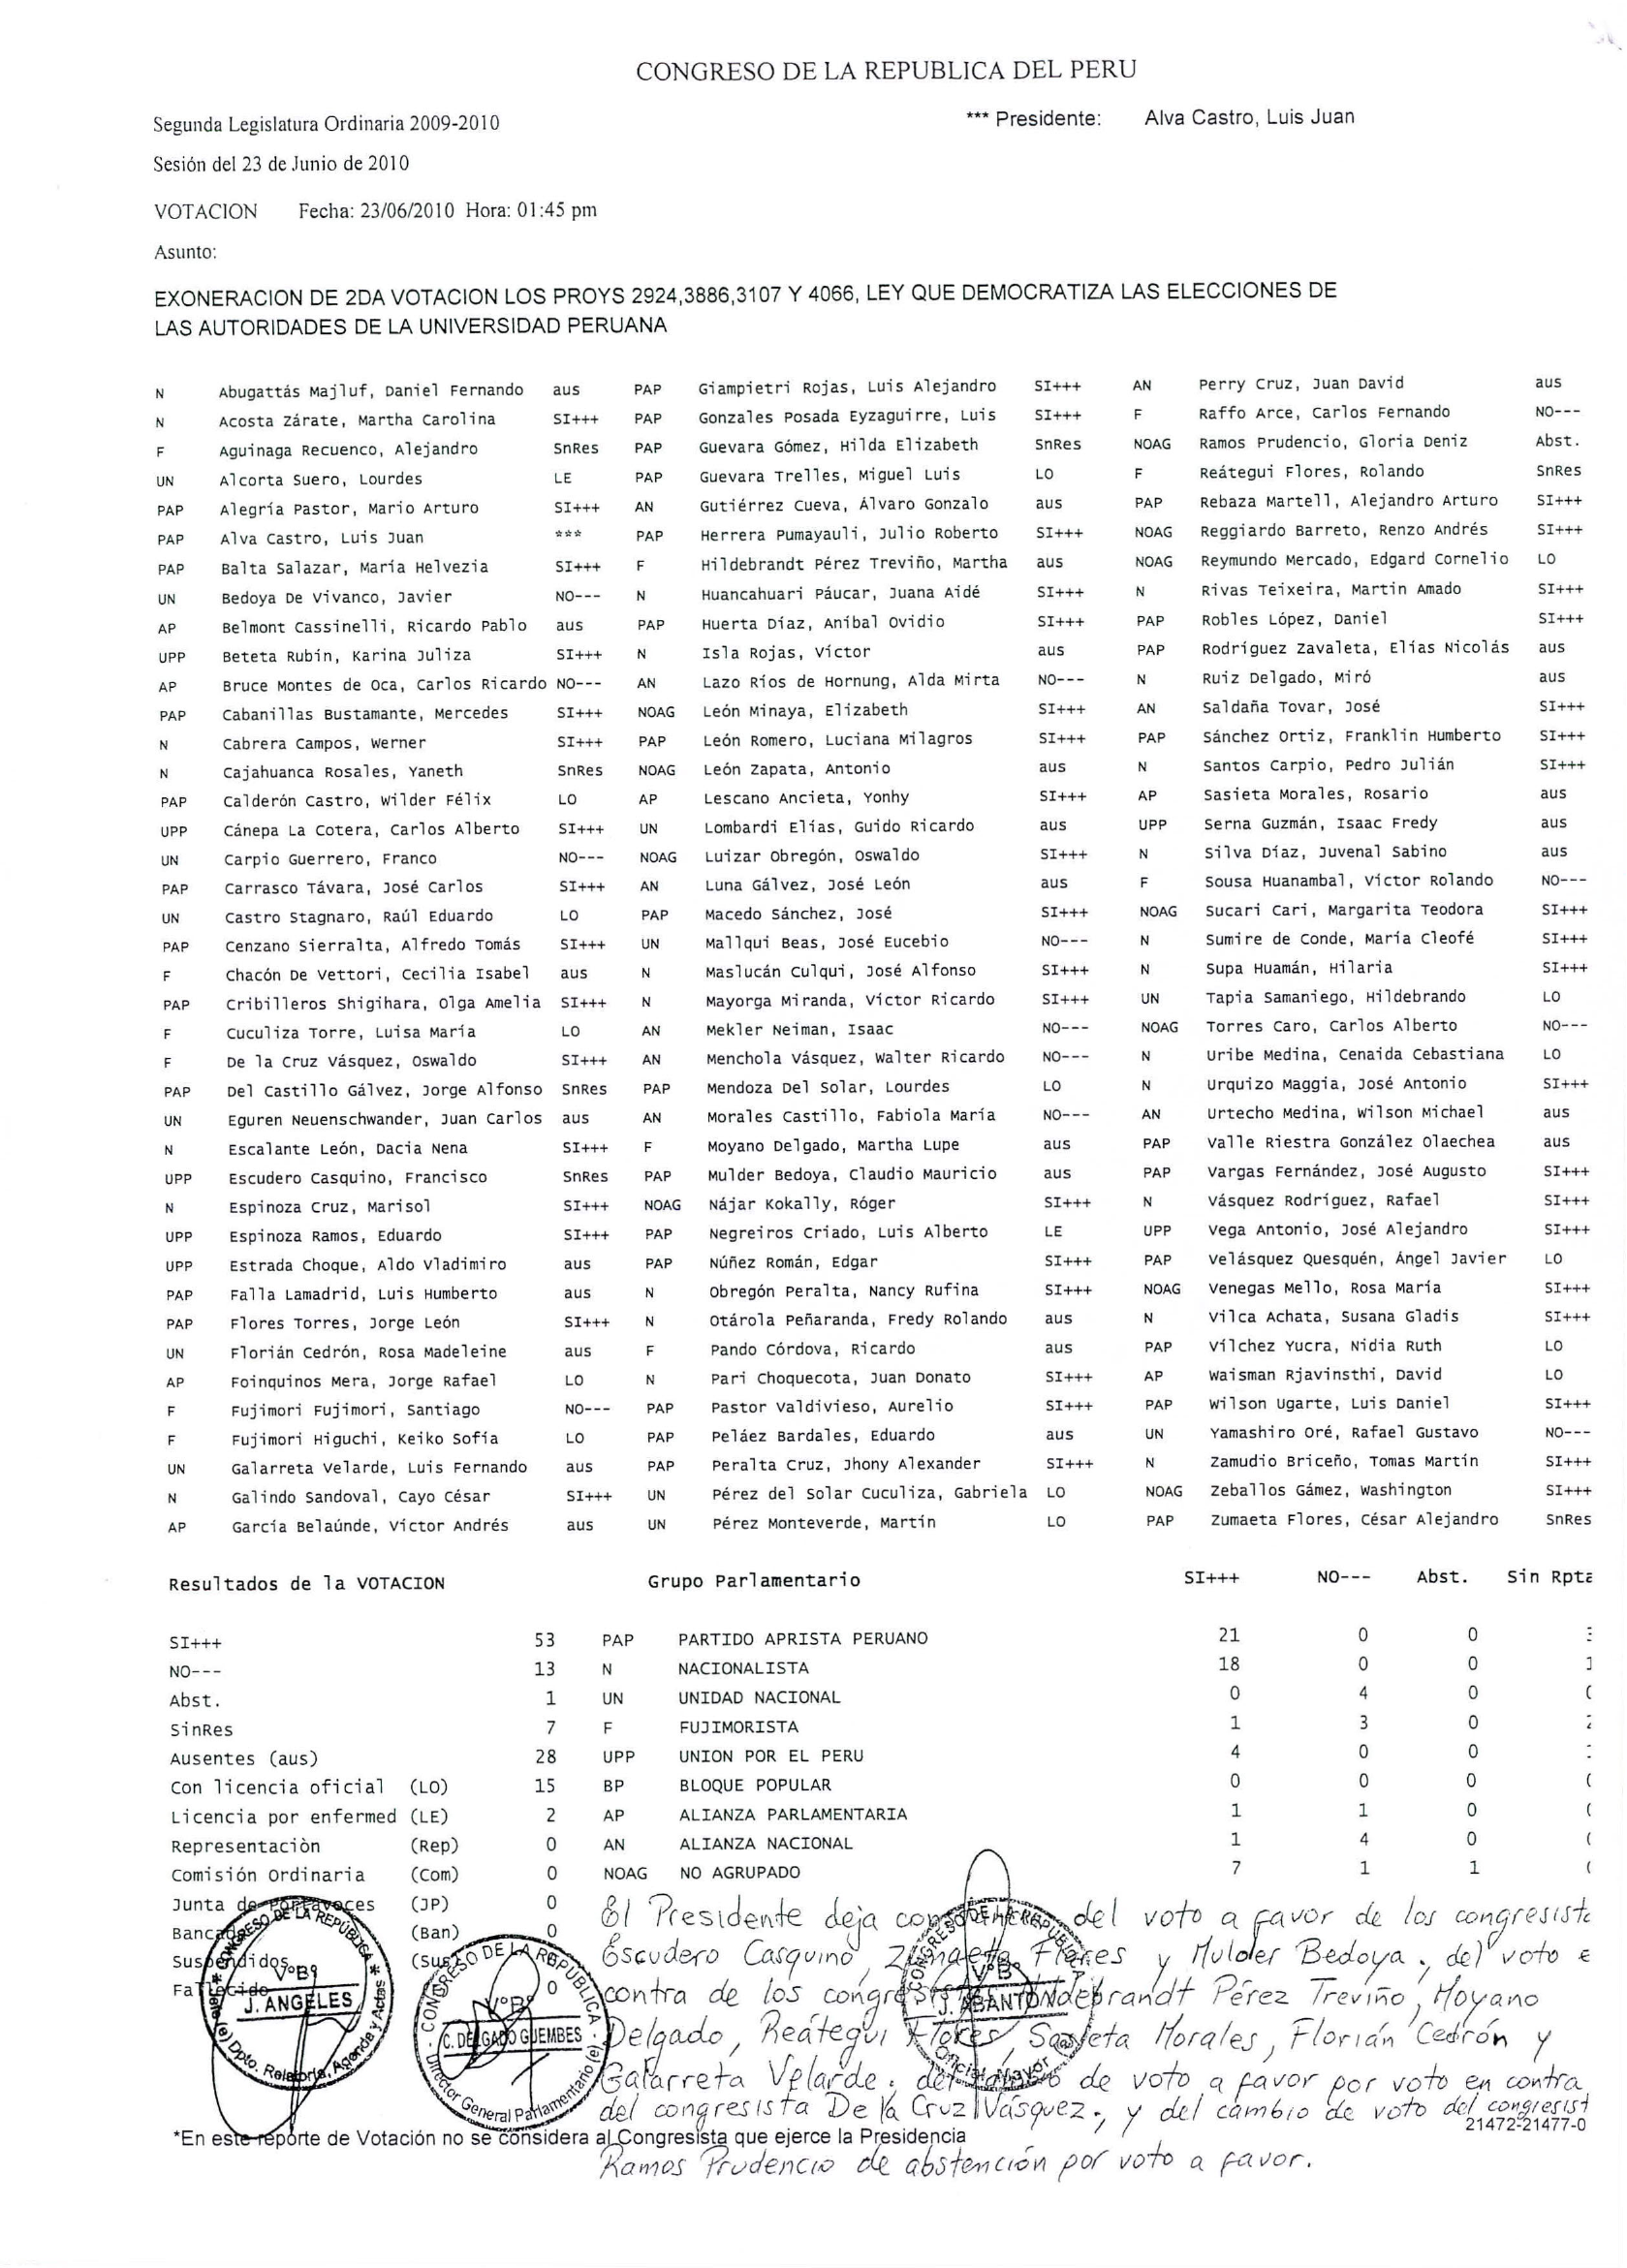 CONGRESO DE LA REPUBLICA DEL PERU
Segunda Legislatura Ordinaria 2009-2010 *** Presidente: Alva Castro, Luis Juan
Sesión del 23 de Junio de 2010
VOTACION Fecha: 23/06/2010 Hora: 01:45 pm
Asunto:
EXONERACION DE 2DA VOTACION LOS PROYS 2924,3886,3107 Y 4066, LEY QUE DEMOCRATIZA LAS ELECCIONES DE
LAS AUTORIDADES DE LA UNIVERSIDAD PERUANA
N Abugattás Majluf, Daniel Fernando aus PAP Giampietri Rojas, Luis Alejandro SI+++ AN Perry Cruz, Juan David aus
N Acosta Zárate, Martha Carolina SI+++ PAP Gonzales Posada Eyzaguirre, Luis SI+++ F Raffo Arce, Carlos Fernando NO---
F Aguinaga Recuenco, Alejandro SnRes PAP Guevara Gómez, Hilda Elizabeth SnRes NOAG Ramos Prudencio, Gloria Deniz Abst.
UN Alcorta Suero, Lourdes LE PAP Guevara Trelles, Miguel Luis LO F Reátegui Flores, Rolando SnRes
PAP Alegría Pastor, Mario Arturo SI+++ AN Gutiérrez Cueva, Álvaro Gonzalo aus PAP Rebaza Martell, Alejandro Arturo SI+++
PAP Alva Castro, Luis Juan *** PAP Herrera Pumayauli, Julio Roberto SI+++ NOAG Reggiardo Barreto, Renzo Andrés SI+++
PAP Balta Salazar, María Helvezia SI+++ F Hildebrandt Pérez Treviño, Martha aus NOAG Reymundo Mercado, Edgard Cornelio LO
UN Bedoya De Vivanco, Javier NO--- N Huancahuari Páucar, Juana Aidé SI+++ N Rivas Teixeira, Martin Amado SI+++
AP Belmont Cassinelli, Ricardo Pablo aus PAP Huerta Díaz, Aníbal Ovidio SI+++ PAP Robles López, Daniel SI+++
UPP Beteta Rubín, Karina Juliza SI+++ N Isla Rojas, Víctor aus PAP Rodríguez Zavaleta, Elías Nicolás aus
AP Bruce Montes de Oca, Carlos Ricardo NO--- AN Lazo Ríos de Hornung, Alda Mirta NO--- N Ruiz Delgado, Miró aus
PAP Cabanillas Bustamante, Mercedes SI+++ NOAG León Minaya, Elizabeth SI+++ AN Saldaña Tovar, José SI+++
N Cabrera Campos, Werner SI+++ PAP León Romero, Luciana Milagros SI+++ PAP Sánchez Ortiz, Franklin Humberto SI+++
N Cajahuanca Rosales, Yaneth SnRes NOAG León Zapata, Antonio aus N Santos Carpio, Pedro Julián SI+++
PAP Calderón Castro, Wilder Félix LO AP Lescano Ancieta, Yonhy SI+++ AP Sasieta Morales, Rosario aus
UPP Cánepa La Cotera, Carlos Alberto SI+++ UN Lombardi Elías, Guido Ricardo aus UPP Serna Guzmán, Isaac Fredy aus
UN Carpio Guerrero, Franco NO--- NOAG Luizar Obregón, Oswaldo SI+++ N Silva Díaz, Juvenal Sabino aus
PAP Carrasco Távara, José Carlos SI+++ AN Luna Gálvez, José León aus F Sousa Huanambal, Víctor Rolando NO---
UN Castro Stagnaro, Raúl Eduardo LO PAP Macedo Sánchez, José SI+++ NOAG Sucari Cari, Margarita Teodora SI+++
PAP Cenzano Sierralta, Alfredo Tomás SI+++ UN Mallqui Beas, José Eucebio NO--- N Sumire de Conde, María Cleofé SI+++
F Chacón De Vettori, Cecilia Isabel aus N Maslucán Culqui, José Alfonso SI+++ N Supa Huamán, Hilaria SI+++
PAP Cribilleros Shigihara, Olga Amelia SI+++ N Mayorga Miranda, Víctor Ricardo SI+++ UN Tapia Samaniego, Hildebrando LO
F Cuculiza Torre, Luisa María LO AN Mekler Neiman, Isaac NO--- NOAG Torres Caro, Carlos Alberto NO---
F De la Cruz Vásquez, Oswaldo SI+++ AN Menchola Vásquez, Walter Ricardo NO--- N Uribe Medina, Cenaida Cebastiana LO
PAP Del Castillo Gálvez, Jorge Alfonso SnRes PAP Mendoza Del Solar, Lourdes LO N Urquizo Maggia, José Antonio SI+++
UN Eguren Neuenschwander, Juan Carlos aus AN Morales Castillo, Fabiola María NO--- AN Urtecho Medina, Wilson Michael aus
N Escalante León, Dacia Nena SI+++ F Moyano Delgado, Martha Lupe aus PAP Valle Riestra González Olaechea aus
UPP Escudero Casquino, Francisco SnRes PAP Mulder Bedoya, Claudio Mauricio aus PAP Vargas Fernández, José Augusto SI+++
N Espinoza Cruz, Marisol SI+++ NOAG Nájar Kokally, Róger SI+++ N Vásquez Rodríguez, Rafael SI+++
UPP Espinoza Ramos, Eduardo SI+++ PAP Negreiros Criado, Luis Alberto LE UPP Vega Antonio, José Alejandro SI+++
UPP Estrada Choque, Aldo Vladimiro aus PAP Núñez Román, Edgar SI+++ PAP Velásquez Quesquén, Ángel Javier LO
PAP Falla Lamadrid, Luis Humberto aus N Obregón Peralta, Nancy Rufina SI+++ NOAG Venegas Mello, Rosa María SI+++
PAP Flores Torres, Jorge León SI+++ N Otárola Peñaranda, Fredy Rolando aus N Vilca Achata, Susana Gladis SI+++
UN Florián Cedrón, Rosa Madeleine aus F Pando Córdova, Ricardo aus PAP Vílchez Yucra, Nidia Ruth LO
AP Foinquinos Mera, Jorge Rafael LO N Pari Choquecota, Juan Donato SI+++ AP Waisman Rjavinsthi, David LO
F Fujimori Fujimori, Santiago NO--- PAP Pastor Valdivieso, Aurelio SI+++ PAP Wilson Ugarte, Luis Daniel SI+++
F Fujimori Higuchi, Keiko Sofía LO PAP Peláez Bardales, Eduardo aus UN Yamashiro Oré, Rafael Gustavo NO---
UN Galarreta Velarde, Luis Fernando aus PAP Peralta Cruz, Jhony Alexander SI+++ N Zamudio Briceño, Tomas Martín SI+++
N Galindo Sandoval, Cayo César SI+++ UN Pérez del Solar Cuculiza, Gabriela LO NOAG Zeballos Gámez, Washington SI+++
AP García Belaúnde, Víctor Andrés aus UN Pérez Monteverde, Martín LO PAP Zumaeta Flores, César Alejandro SnRes
Resultados de la VOTACION Grupo Parlamentario SI+++ NO--- Abst. Sin Rpta
SI+++ 53 PAP PARTIDO APRISTA PERUANO 21 0 0
NO--- 13 N NACIONALISTA 18 0 0
Abst. 1 UN UNIDAD NACIONAL 0 4 0
SinRes 7 F FUJIMORISTA 1 3 0
Ausentes (aus) 28 UPP UNION POR EL PERU 4 0 0
Con licencia oficial (LO) 15 BP BLOQUE POPULAR 0 0 0
Licencia por enfermed (LE) 2 AP ALIANZA PARLAMENTARIA 1 1 0
Representaciòn (Rep) 0 AN ALIANZA NACIONAL 1 4 0
Comisión Ordinaria (Com) 0 NOAG NO AGRUPADO 7 1 1
Junta de Portavoces (JP) 0
Bancada (Ban) 0
Suspendidos (Sus)
Fallecido 0
El Presidente deja constancia del voto a favor de los congresist
Escudero Casquino, Zumaeta Flores y Mulder Bedoya; del voto e
contra de los congresistas Hildebrandt Pérez Treviño, Moyano
Delgado, Reátegui Flores, Sasieta Morales, Florián Cedrón y
Galarreta Velarde; del cambio de voto a favor por voto en contra
del congresista De la Cruz Vásquez; y del cambio de voto del congresist
Ramos Prudencio de abstención por voto a favor.
CONGRESO DE LA REPÚBLICA
VºBº
J. ANGELES
(e) Dpto. Relatoría, Agenda y Actas
CONGRESO DE LA REPÚBLICA
VºBº
C. DELGADO GUEMBES
Director General Parlamentario (e)
CONGRESO DE LA REPÚBLICA
VºBº
J. ABANTO
Oficial Mayor
21472-21477-0
*En este reporte de Votación no se considera al Congresista que ejerce la Presidencia